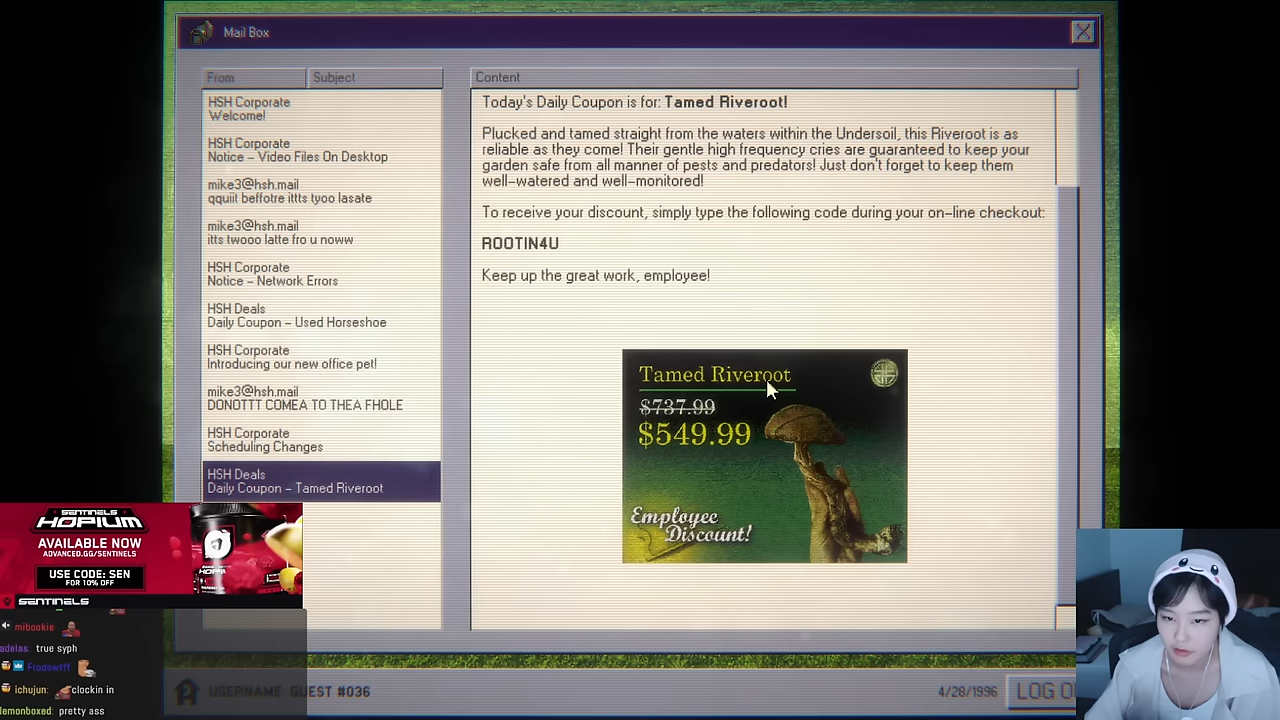 Mail Box
From
Subject
Content
HSH Corporate
Welcome!
HSH Corporate
Notice - Video Files On Desktop
mike3@hsh.mail
qquiit beffotre ittts tyoo lasate
mike3@hsh.mail
itts twooo latte fro u noww
HSH Corporate
Notice - Network Errors
HSH Deals
Daily Coupon - Used Horseshoe
HSH Corporate
Introducing our new office pet!
mike3@hsh.mail
DONOTTT COMEA TO THEA FHOLE
HSH Corporate
Scheduling Changes
HSH Deals
Daily Coupon - Tamed Riveroot
Today's Daily Coupon is for: Tamed Riveroot!
Plucked and tamed straight from the waters within the Undersoil, this Riveroot is as
reliable as they come! Their gentle high frequency cries are guaranteed to keep your
garden safe from all manner of pests and predators! Just don't forget to keep them
well-watered and well-monitored!
To receive your discount, simply type the following code during your on-line checkout:
ROOTIN4U
Keep up the great work, employee!
Tamed Riveroot
$737.99
$549.99
Employee
Discount!
SENTINELS
HOPIUM
AVAILABLE NOW
ADVANCED.GG/SENTINELS
USE CODE: SEN
FOR 10% OFF
SENTINELS
mibookie
adelas: true syph
Frodowtff
ichujun: clockin in
lemonboxed: pretty ass
USERNAME: GUEST #036
4/28/1996
LOG O